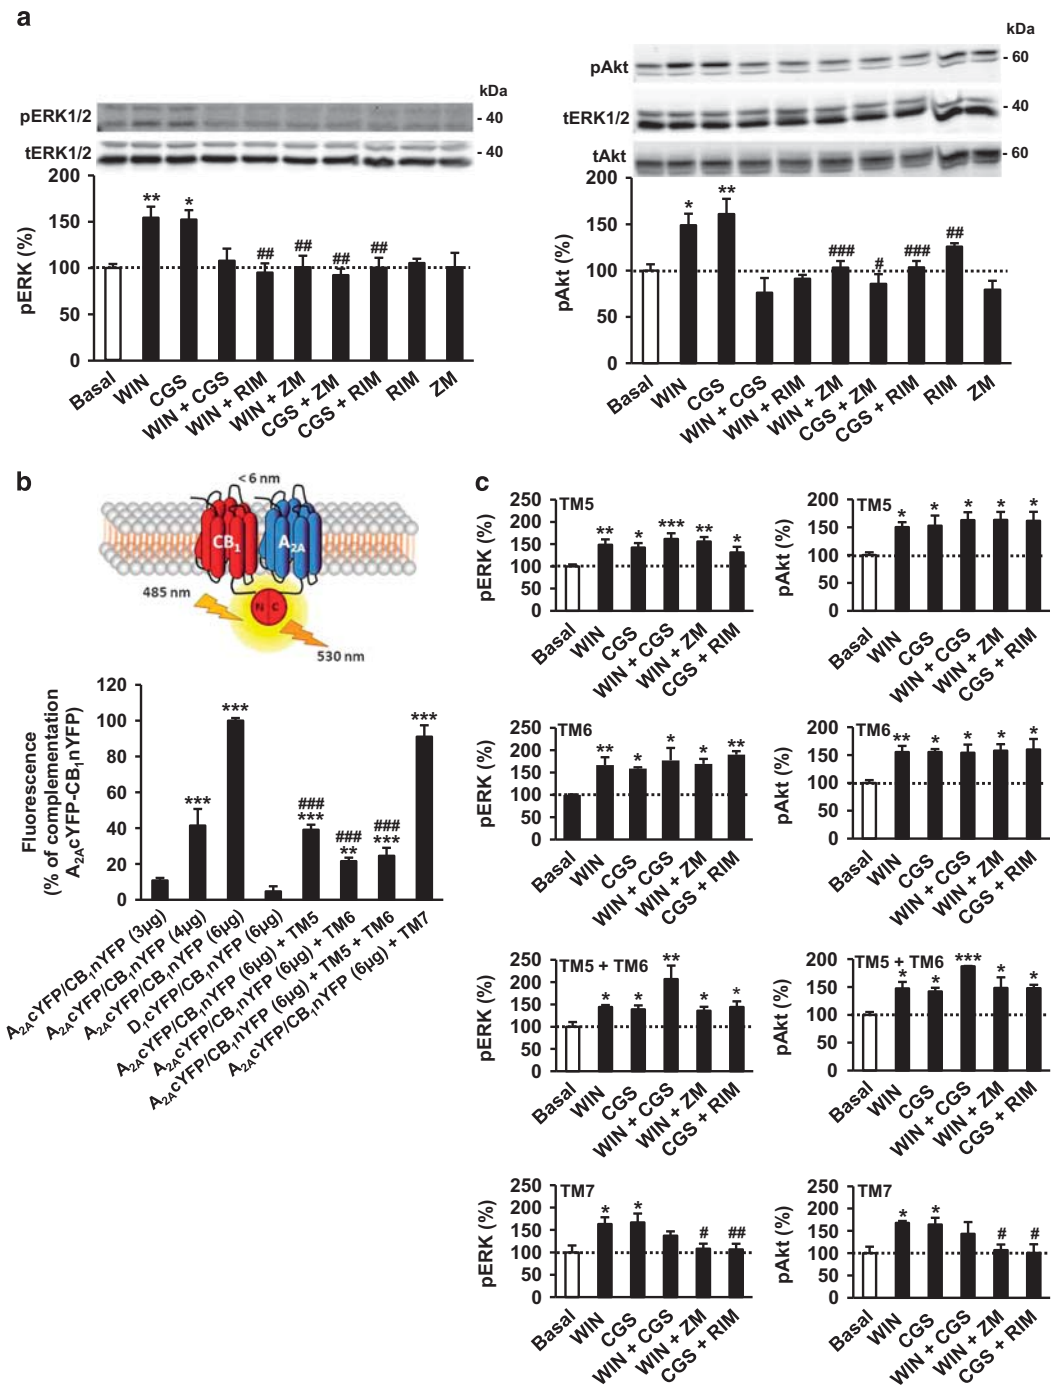 a
kDa
pERK1/2
- 40
tERK1/2
- 40
200
150
100
50
0
pERK (%)
**
*
##
##
##
##
Basal
WIN
CGS
WIN + CGS
WIN + RIM
WIN + ZM
CGS + ZM
CGS + RIM
RIM
ZM
kDa
pAkt
- 60
tERK1/2
- 40
tAkt
- 60
200
150
100
50
0
pAkt (%)
*
**
###
#
###
##
Basal
WIN
CGS
WIN + CGS
WIN + RIM
WIN + ZM
CGS + ZM
CGS + RIM
RIM
ZM
b
< 6 nm
CB1
A2A
485 nm
N C
530 nm
120
100
80
60
40
20
0
Fluorescence
(% of complementation
A2AcYFP-CB1nYFP)
***
***
###
***
###
**
###
***
***
A2AcYFP/CB1nYFP (3µg)
A2AcYFP/CB1nYFP (4µg)
A2AcYFP/CB1nYFP (6µg)
D1cYFP/CB1nYFP (6µg)
A2AcYFP/CB1nYFP (6µg) + TM5
A2AcYFP/CB1nYFP (6µg) + TM6
A2AcYFP/CB1nYFP (6µg) + TM5 + TM6
A2AcYFP/CB1nYFP (6µg) + TM7
c
TM5
250
200
150
100
50
0
pERK (%)
**
*
***
**
*
Basal
WIN
CGS
WIN + CGS
WIN + ZM
CGS + RIM
TM5
200
150
100
50
0
pAkt (%)
*
*
*
*
*
Basal
WIN
CGS
WIN + CGS
WIN + ZM
CGS + RIM
TM6
250
200
150
100
50
0
pERK (%)
**
*
*
*
**
Basal
WIN
CGS
WIN + CGS
WIN + ZM
CGS + RIM
TM6
200
150
100
50
0
pAkt (%)
**
*
*
*
*
Basal
WIN
CGS
WIN + CGS
WIN + ZM
CGS + RIM
TM5 + TM6
250
200
150
100
50
0
pERK (%)
*
*
**
*
*
Basal
WIN
CGS
WIN + CGS
WIN + ZM
CGS + RIM
TM5 + TM6
200
150
100
50
0
pAkt (%)
*
*
***
*
*
Basal
WIN
CGS
WIN + CGS
WIN + ZM
CGS + RIM
TM7
250
200
150
100
50
0
pERK (%)
*
*
#
##
Basal
WIN
CGS
WIN + CGS
WIN + ZM
CGS + RIM
TM7
250
200
150
100
50
0
pAkt (%)
*
*
#
#
Basal
WIN
CGS
WIN + CGS
WIN + ZM
CGS + RIM